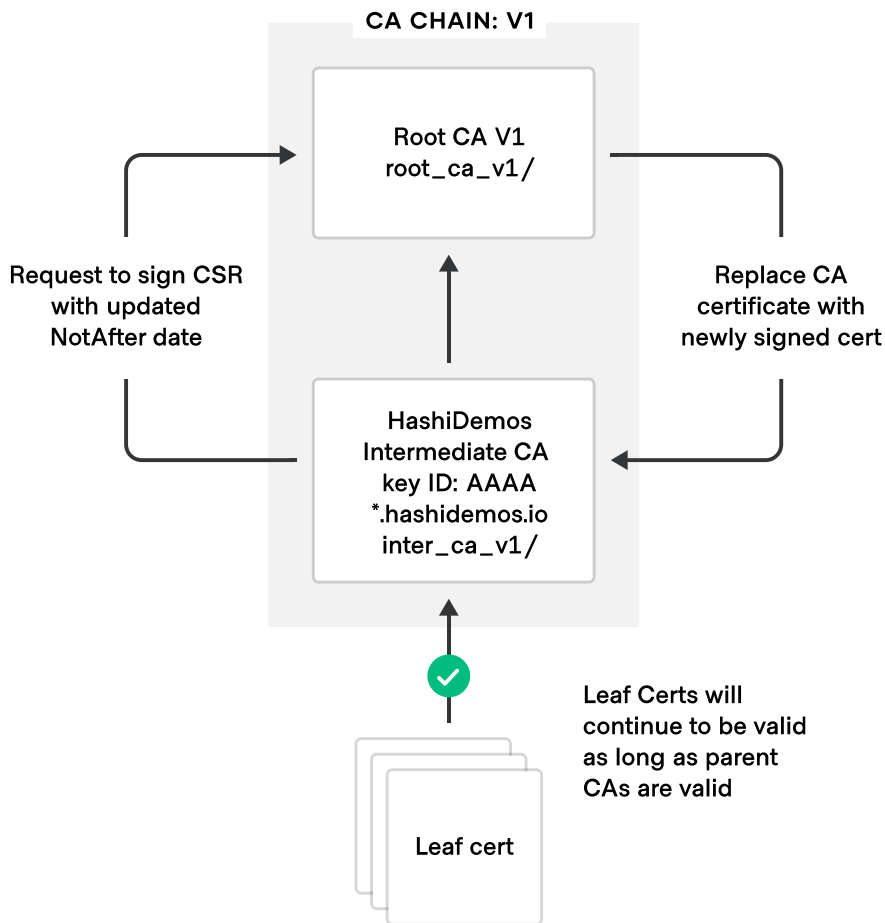 CA CHAIN: V1
Root CA V1
root_ca_v1/
Request to sign CSR
with updated
NotAfter date
Replace CA
certificate with
newly signed cert
HashiDemos
Intermediate CA
key ID: AAAA
*.hashidemos.io
inter_ca_v1/
Leaf Certs will
continue to be valid
as long as parent
CAs are valid
Leaf cert